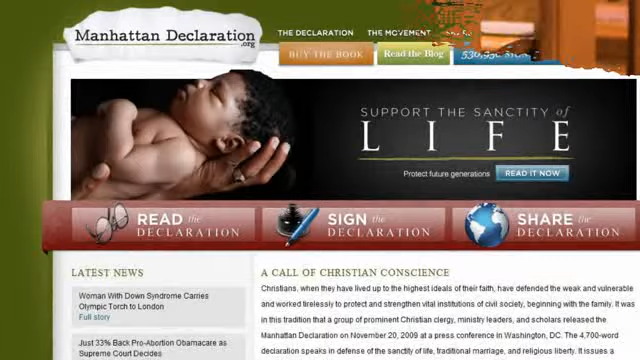 Manhattan Declaration
.org
THE DECLARATION THE MOVEMENT
BUY THE BOOK Read the Blog
SUPPORT THE SANCTITY of
LIFE
Protect future generations READ IT NOW
READ the DECLARATION
SIGN the DECLARATION
SHARE the DECLARATION
LATEST NEWS
Woman With Down Syndrome Carries
Olympic Torch to London
Full story
Just 33% Back Pro-Abortion Obamacare as
Supreme Court Decides
A CALL OF CHRISTIAN CONSCIENCE
Christians, when they have lived up to the highest ideals of their faith, have defended the weak and vulnerable
and worked tirelessly to protect and strengthen vital institutions of civil society, beginning with the family. It was
in this tradition that a group of prominent Christian clergy, ministry leaders, and scholars released the
Manhattan Declaration on November 20, 2009 at a press conference in Washington, DC. The 4,700-word
declaration speaks in defense of the sanctity of life, traditional marriage, and religious liberty. It issues a